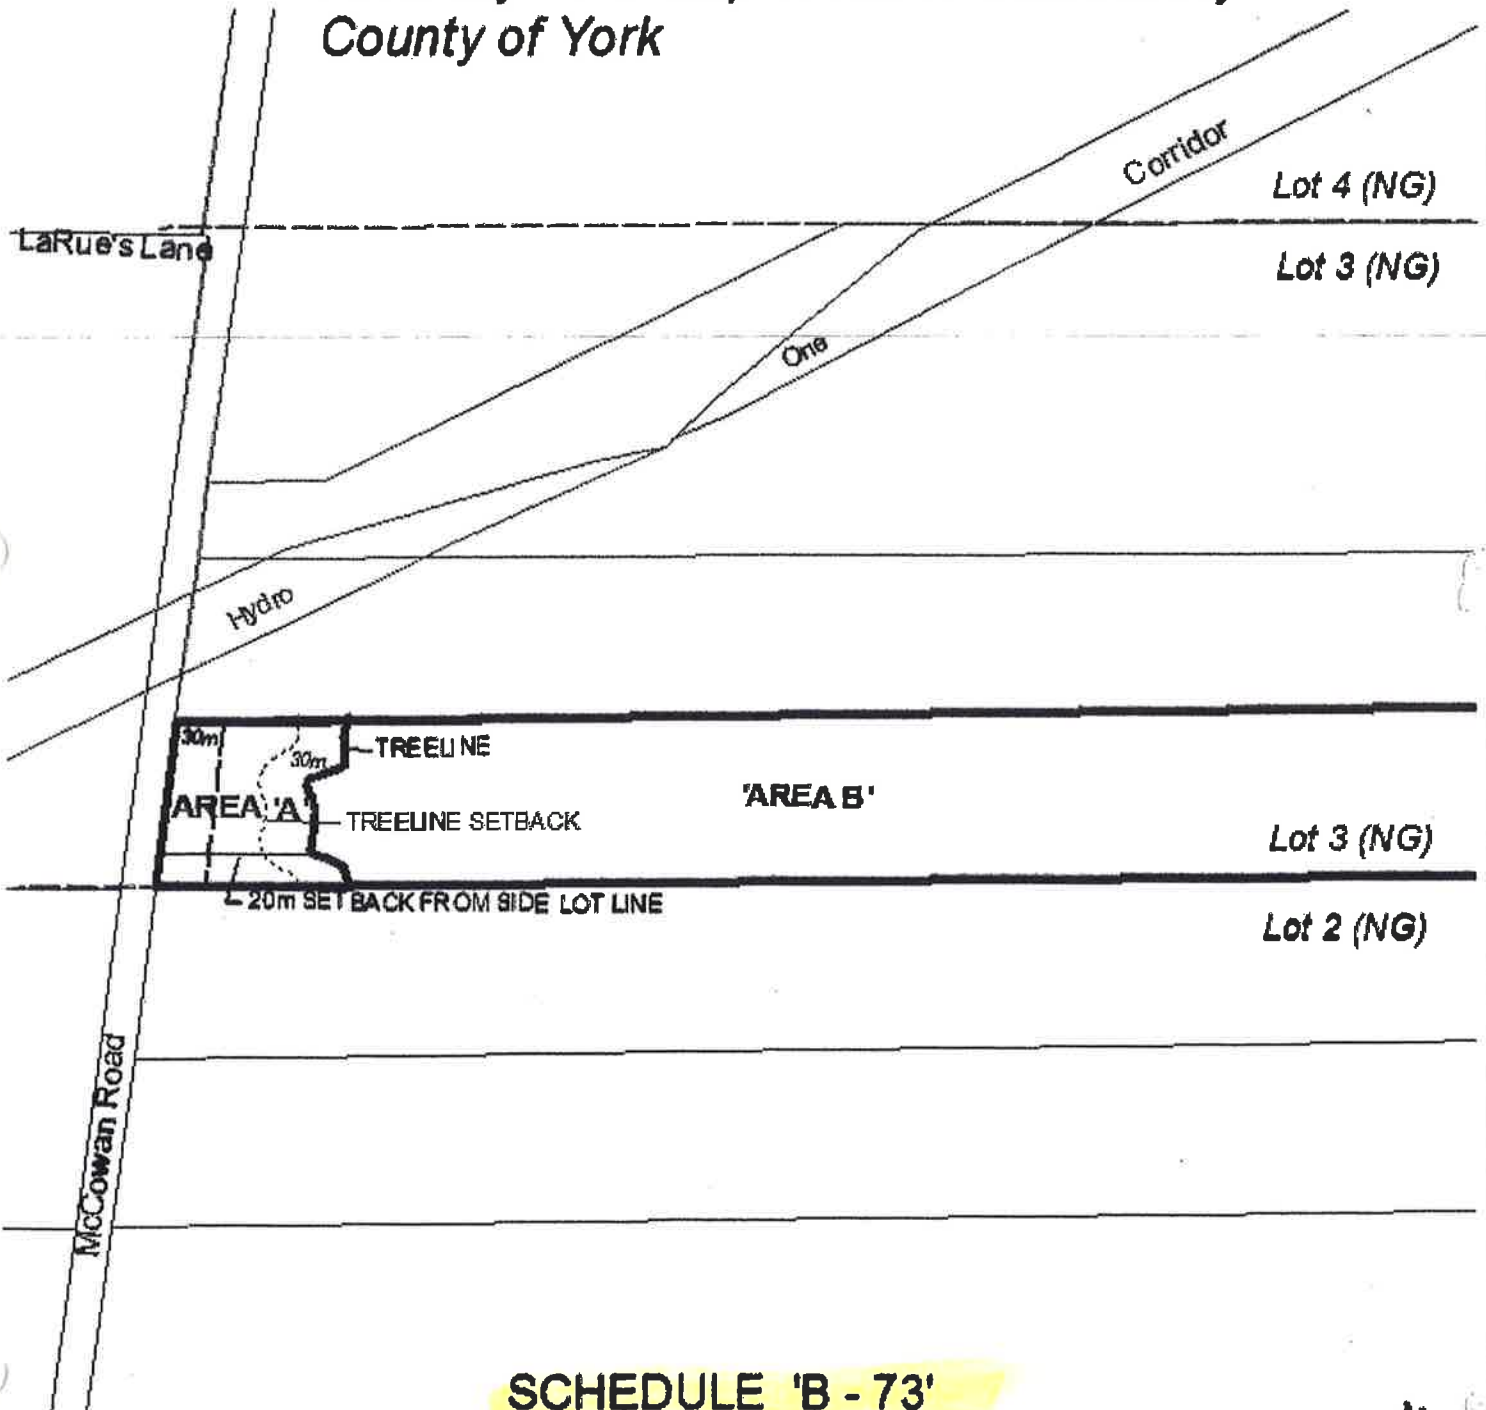 County of York
Corridor
Lot 4 (NG)
LaRue's Lane
Lot 3 (NG)
One
Hydro
30m
TREELINE
30m
'AREA B'
AREA 'A'
TREELINE SETBACK
Lot 3 (NG)
20m SETBACK FROM SIDE LOT LINE
Lot 2 (NG)
McCowan Road
SCHEDULE 'B - 73'